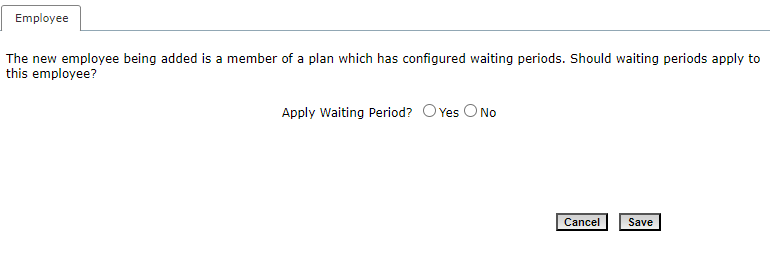 Employee
The new employee being added is a member of a plan which has configured waiting periods. Should waiting periods apply to
this employee?
Apply Waiting Period? Yes No
Cancel Save